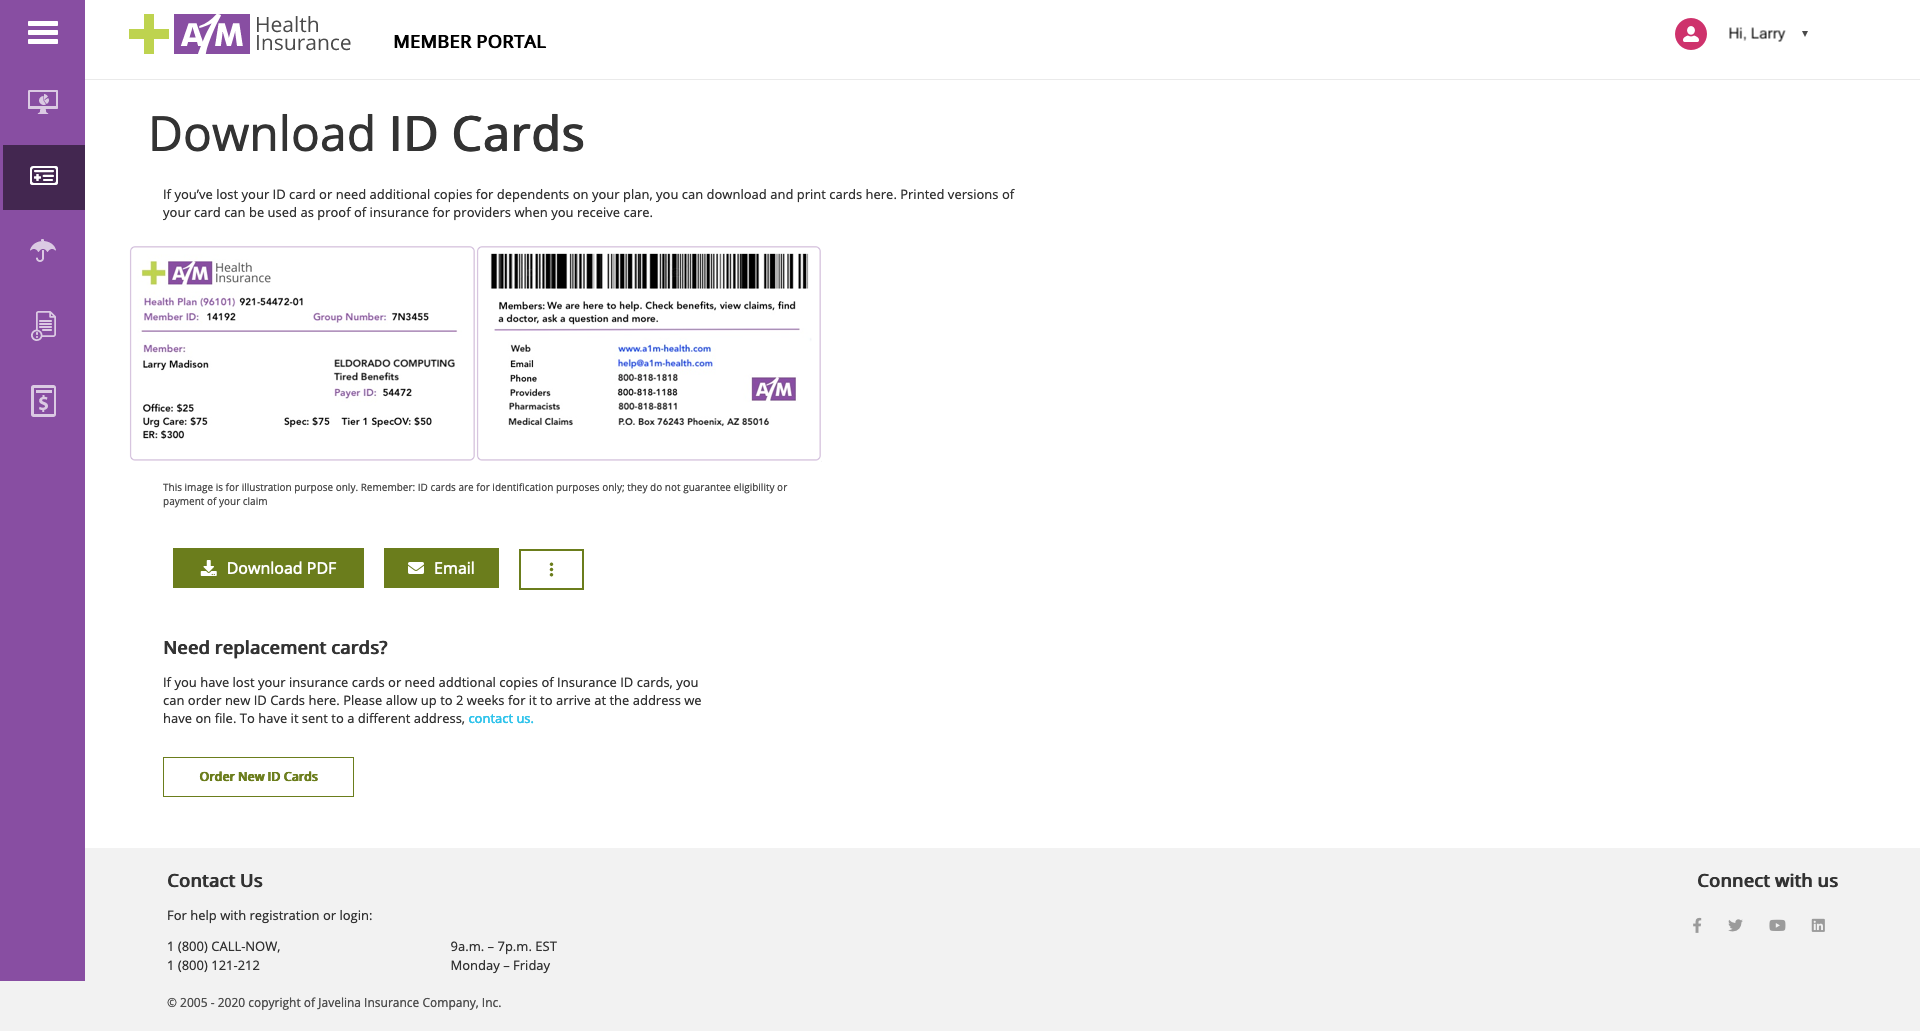 A1M Health Insurance
MEMBER PORTAL
Hi, Larry
Download ID Cards
If you’ve lost your ID card or need additional copies for dependents on your plan, you can download and print cards here. Printed versions of
your card can be used as proof of insurance for providers when you receive care.
A1M Health Insurance
Health Plan (96101) 921-54472-01
Member ID: 14192 Group Number: 7N3455
Member:
Larry Madison
ELDORADO COMPUTING
Tired Benefits
Payer ID: 54472
Office: $25
Urg Care: $75 Spec: $75 Tier 1 SpecOV: $50
ER: $300
Members: We are here to help. Check benefits, view claims, find
a doctor, ask a question and more.
Web www.a1m-health.com
Email help@a1m-health.com
Phone 800-818-1818
Providers 800-818-1188
Pharmacists 800-818-8811
Medical Claims P.O. Box 76243 Phoenix, AZ 85016
A1M
This image is for illustration purpose only. Remember: ID cards are for identification purposes only; they do not guarantee eligibility or
payment of your claim
Download PDF
Email
Need replacement cards?
If you have lost your insurance cards or need addtional copies of Insurance ID cards, you
can order new ID Cards here. Please allow up to 2 weeks for it to arrive at the address we
have on file. To have it sent to a different address, contact us.
Order New ID Cards
Contact Us
For help with registration or login:
1 (800) CALL-NOW, 9a.m. – 7p.m. EST
1 (800) 121-212 Monday – Friday
© 2005 - 2020 copyright of Javelina Insurance Company, Inc.
Connect with us